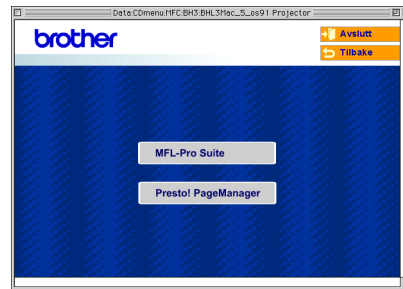 Data:CDmenu:MFC:BH3:BHL3Mac_5_os91 Projector
brother
Avslutt
Tilbake
MFL-Pro Suite
Presto! PageManager